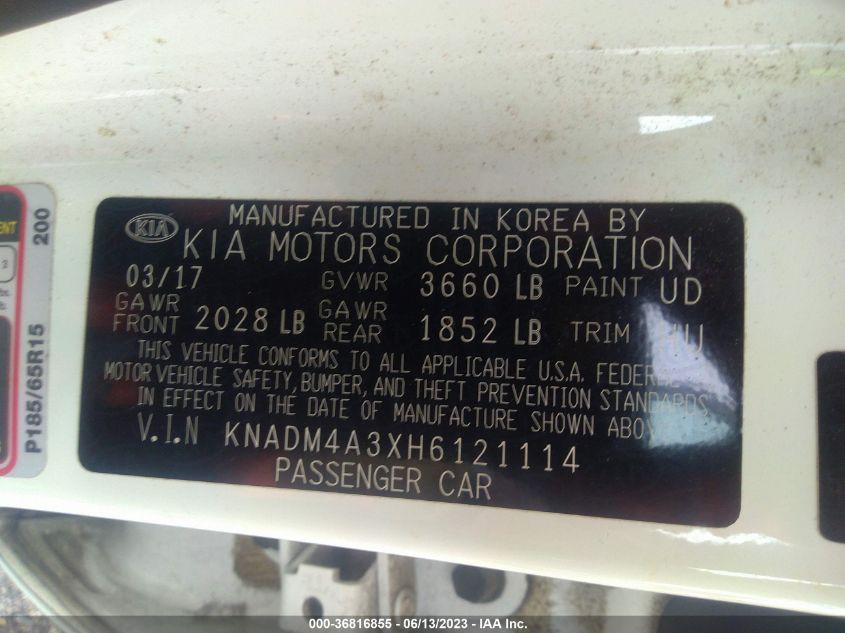 KIA
MANUFACTURED IN KOREA BY
KIA MOTORS CORPORATION
03/17 GVWR 3660 LB PAINT UD
GAWR FRONT 2028 LB GAWR REAR 1852 LB TRIM HU
THIS VEHICLE CONFORMS TO ALL APPLICABLE U.S.A. FEDERAL
MOTOR VEHICLE SAFETY, BUMPER, AND THEFT PREVENTION STANDARDS
IN EFFECT ON THE DATE OF MANUFACTURE SHOWN ABOVE
V.I.N KNADM4A3XH6121114
PASSENGER CAR
P185/65R15 200
000-36816855 - 06/13/2023 - IAA Inc.